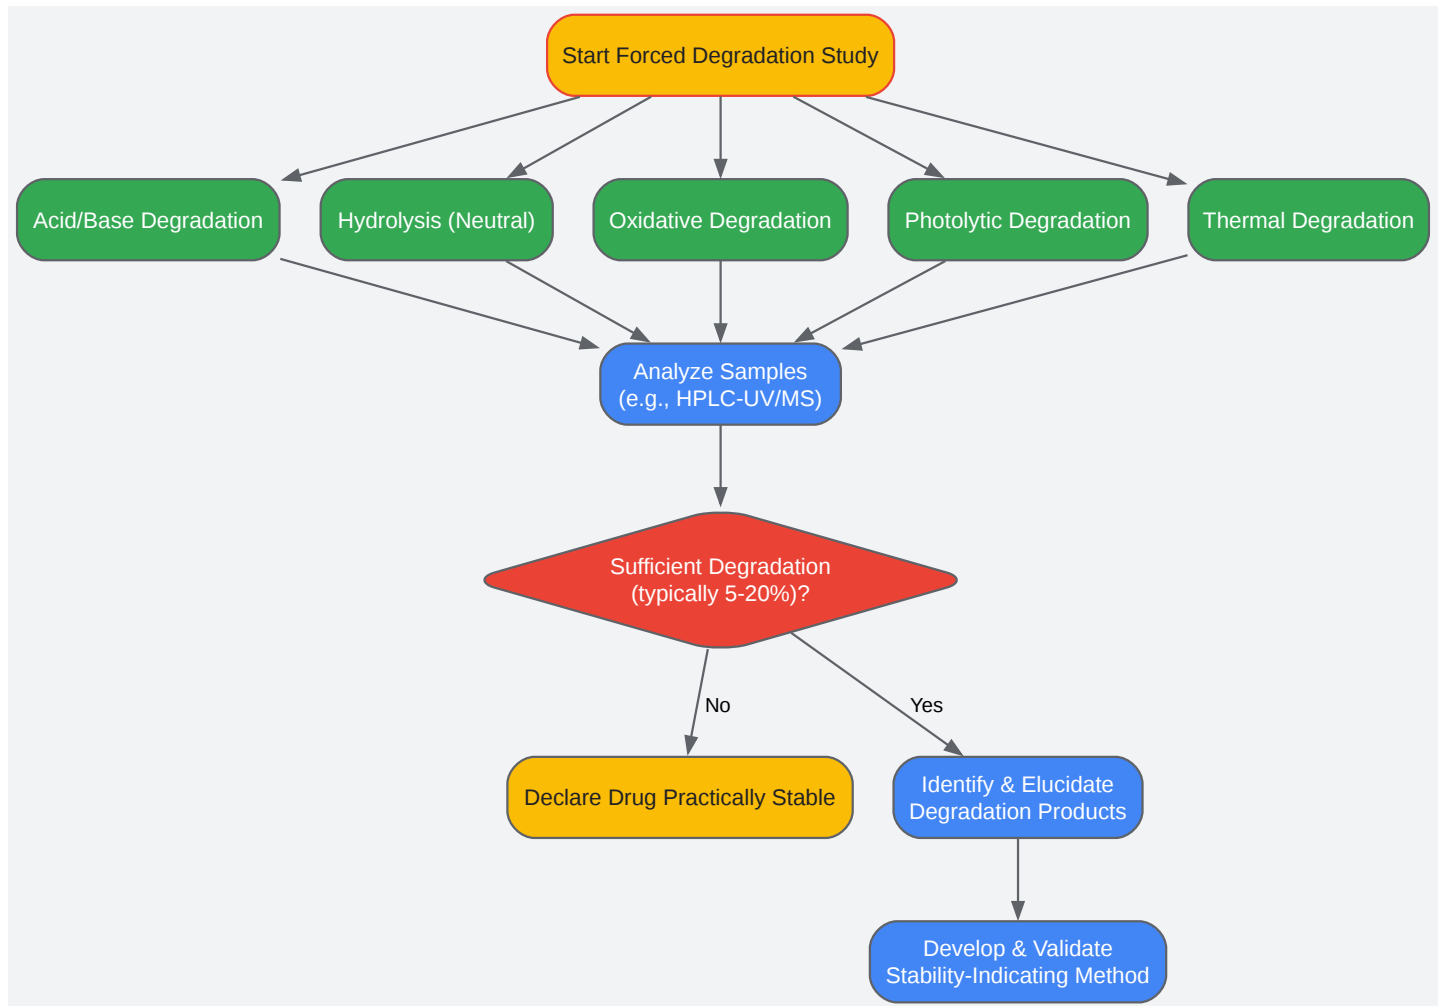 Start Forced Degradation Study
Acid/Base Degradation
Hydrolysis (Neutral)
Oxidative Degradation
Photolytic Degradation
Thermal Degradation
Analyze Samples
(e.g., HPLC-UV/MS)
Sufficient Degradation
(typically 5-20%)?
No
Yes
Declare Drug Practically Stable
Identify & Elucidate
Degradation Products
Develop & Validate
Stability-Indicating Method